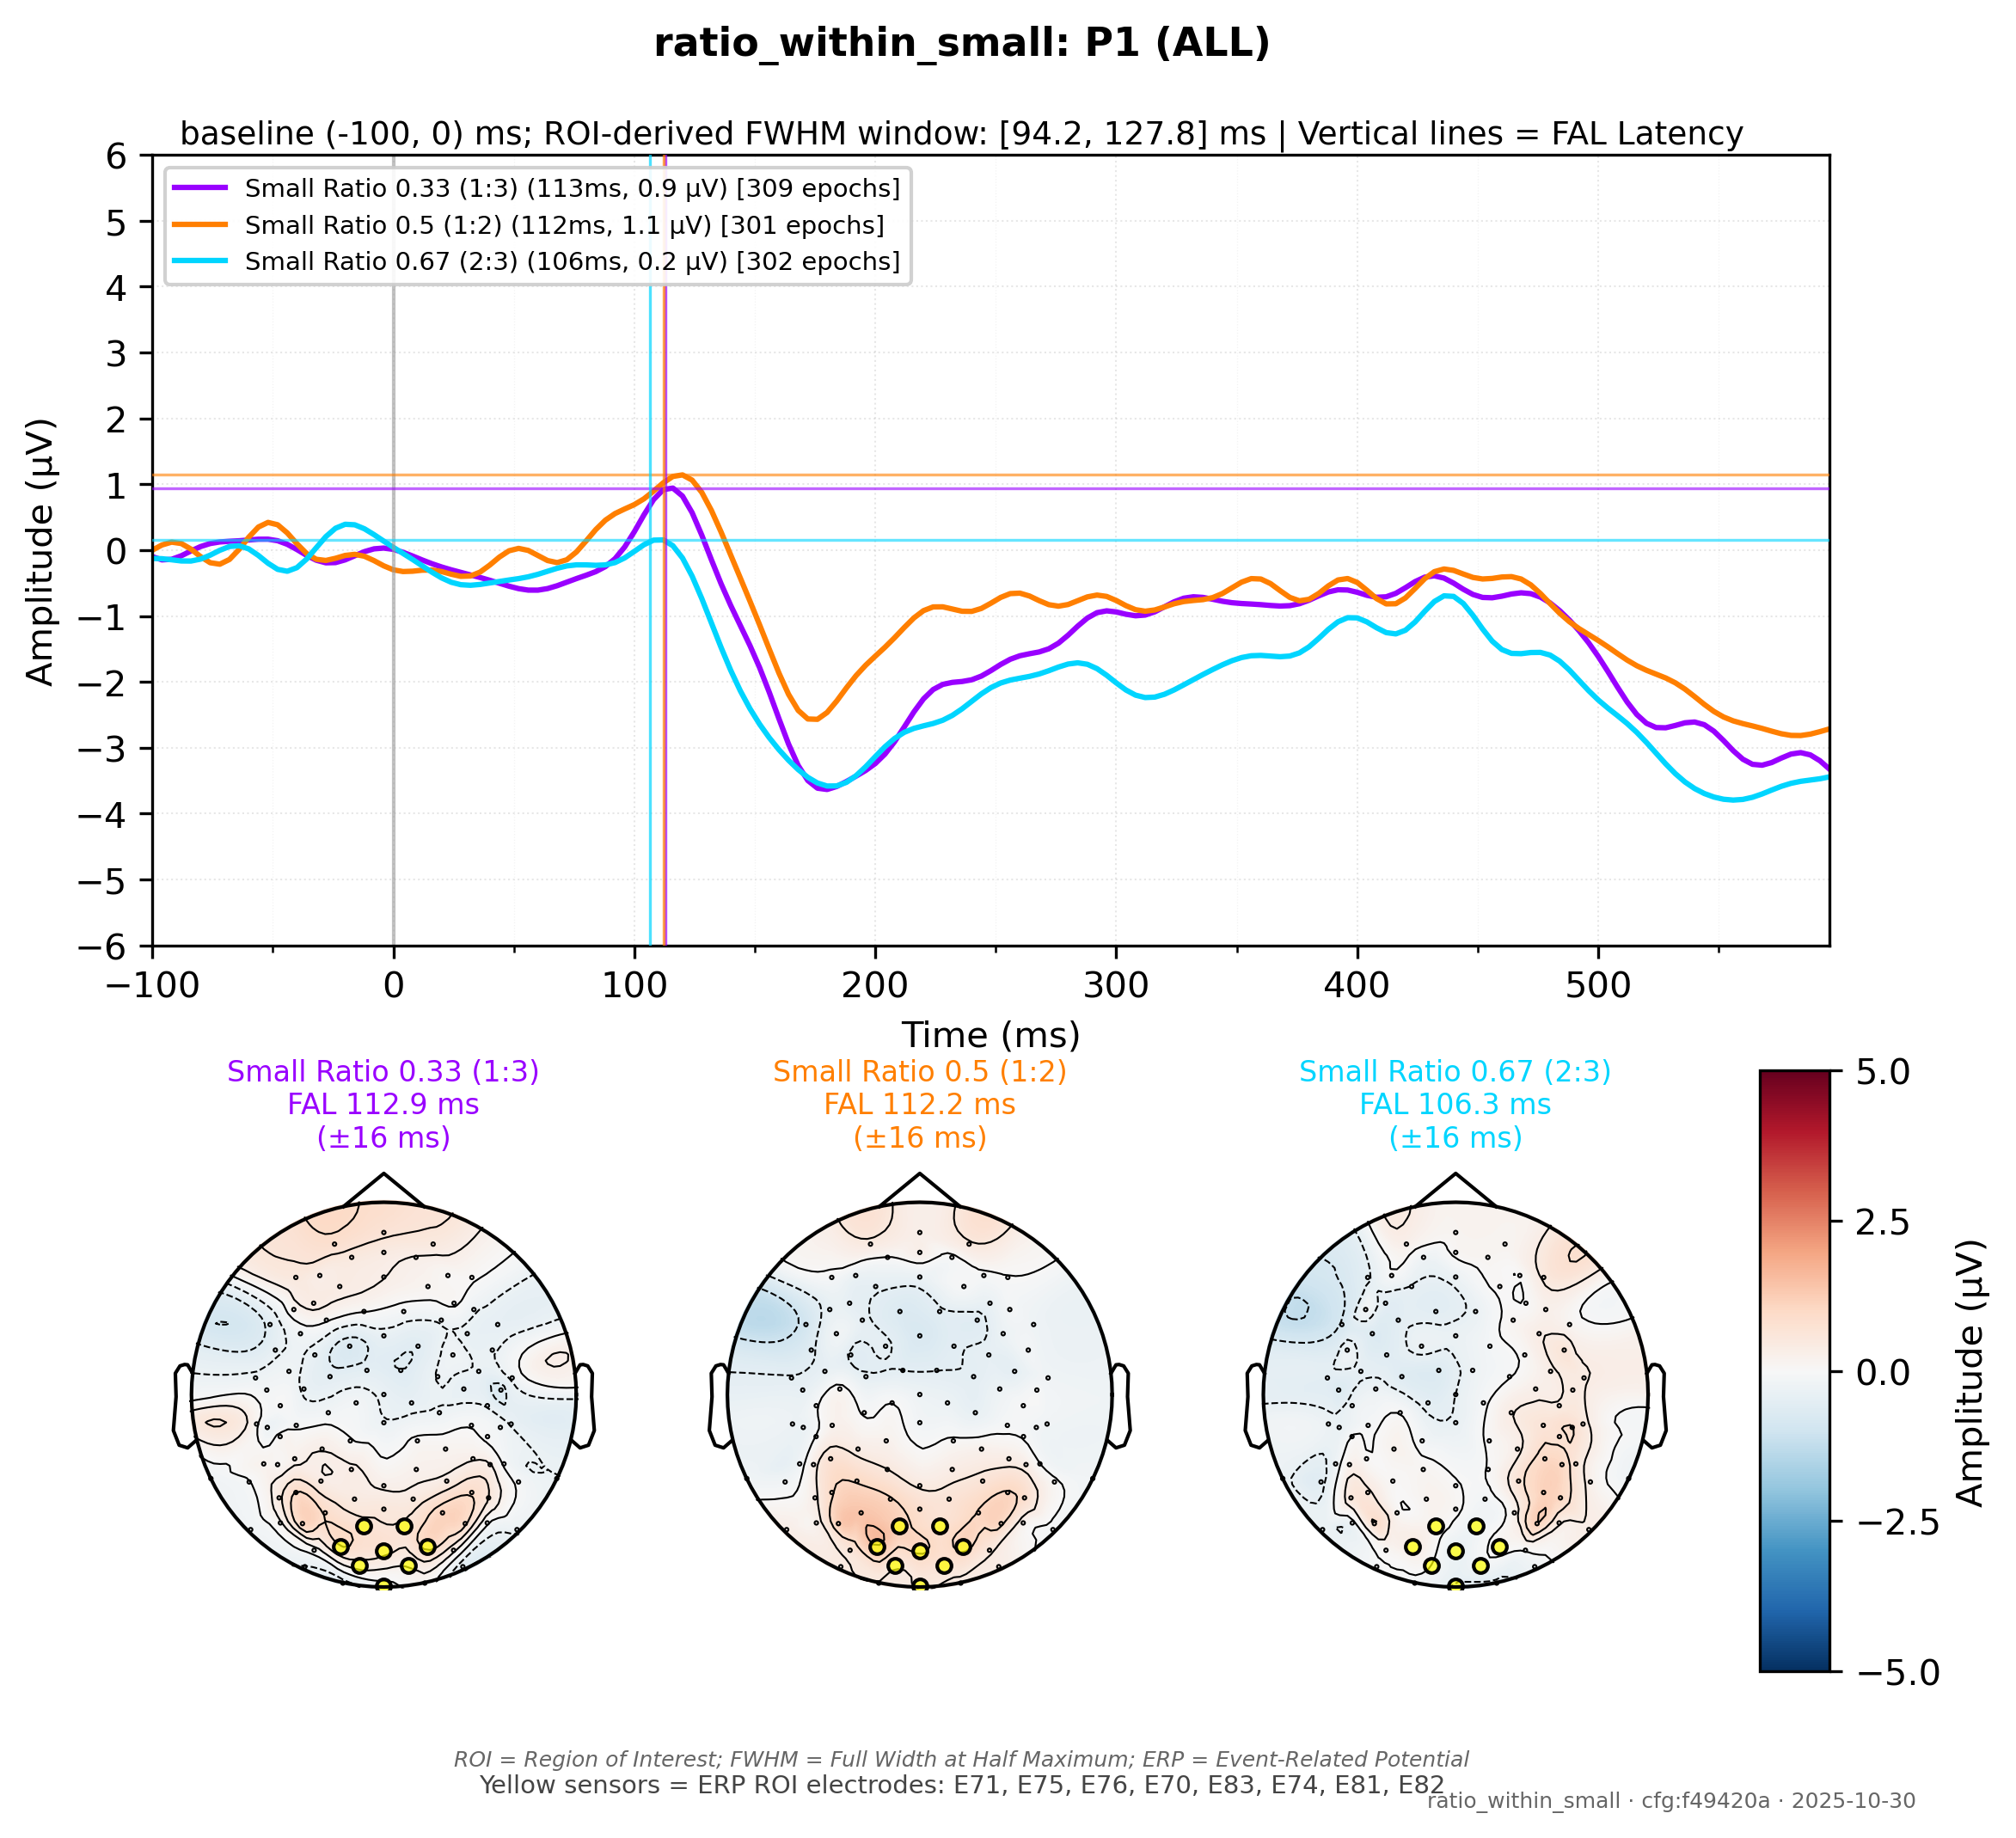 ratio_within_small: P1 (ALL)
baseline (-100, 0) ms; ROI-derived FWHM window: [94.2, 127.8] ms | Vertical lines = FAL Latency
Small Ratio 0.33 (1:3) (113ms, 0.9 µV) [309 epochs]
Small Ratio 0.5 (1:2) (112ms, 1.1 µV) [301 epochs]
Small Ratio 0.67 (2:3) (106ms, 0.2 µV) [302 epochs]
Amplitude (µV)
6
5
4
3
2
1
0
−1
−2
−3
−4
−5
−6
−100 0 100 200 300 400 500
Time (ms)
Small Ratio 0.33 (1:3)
FAL 112.9 ms
(±16 ms)
Small Ratio 0.5 (1:2)
FAL 112.2 ms
(±16 ms)
Small Ratio 0.67 (2:3)
FAL 106.3 ms
(±16 ms)
5.0
2.5
0.0
−2.5
−5.0
Amplitude (µV)
ROI = Region of Interest; FWHM = Full Width at Half Maximum; ERP = Event-Related Potential
Yellow sensors = ERP ROI electrodes: E71, E75, E76, E70, E83, E74, E81, E82
ratio_within_small · cfg:f49420a · 2025-10-30